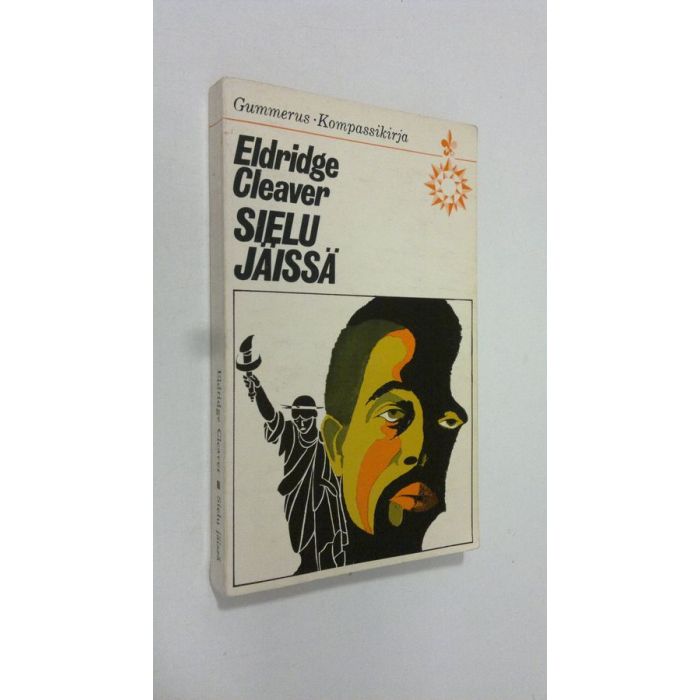 Gummerus · Kompassikirja
Eldridge
Cleaver
SIELU
JÄISSÄ
Eldridge Cleaver ■ Sielu jäissä